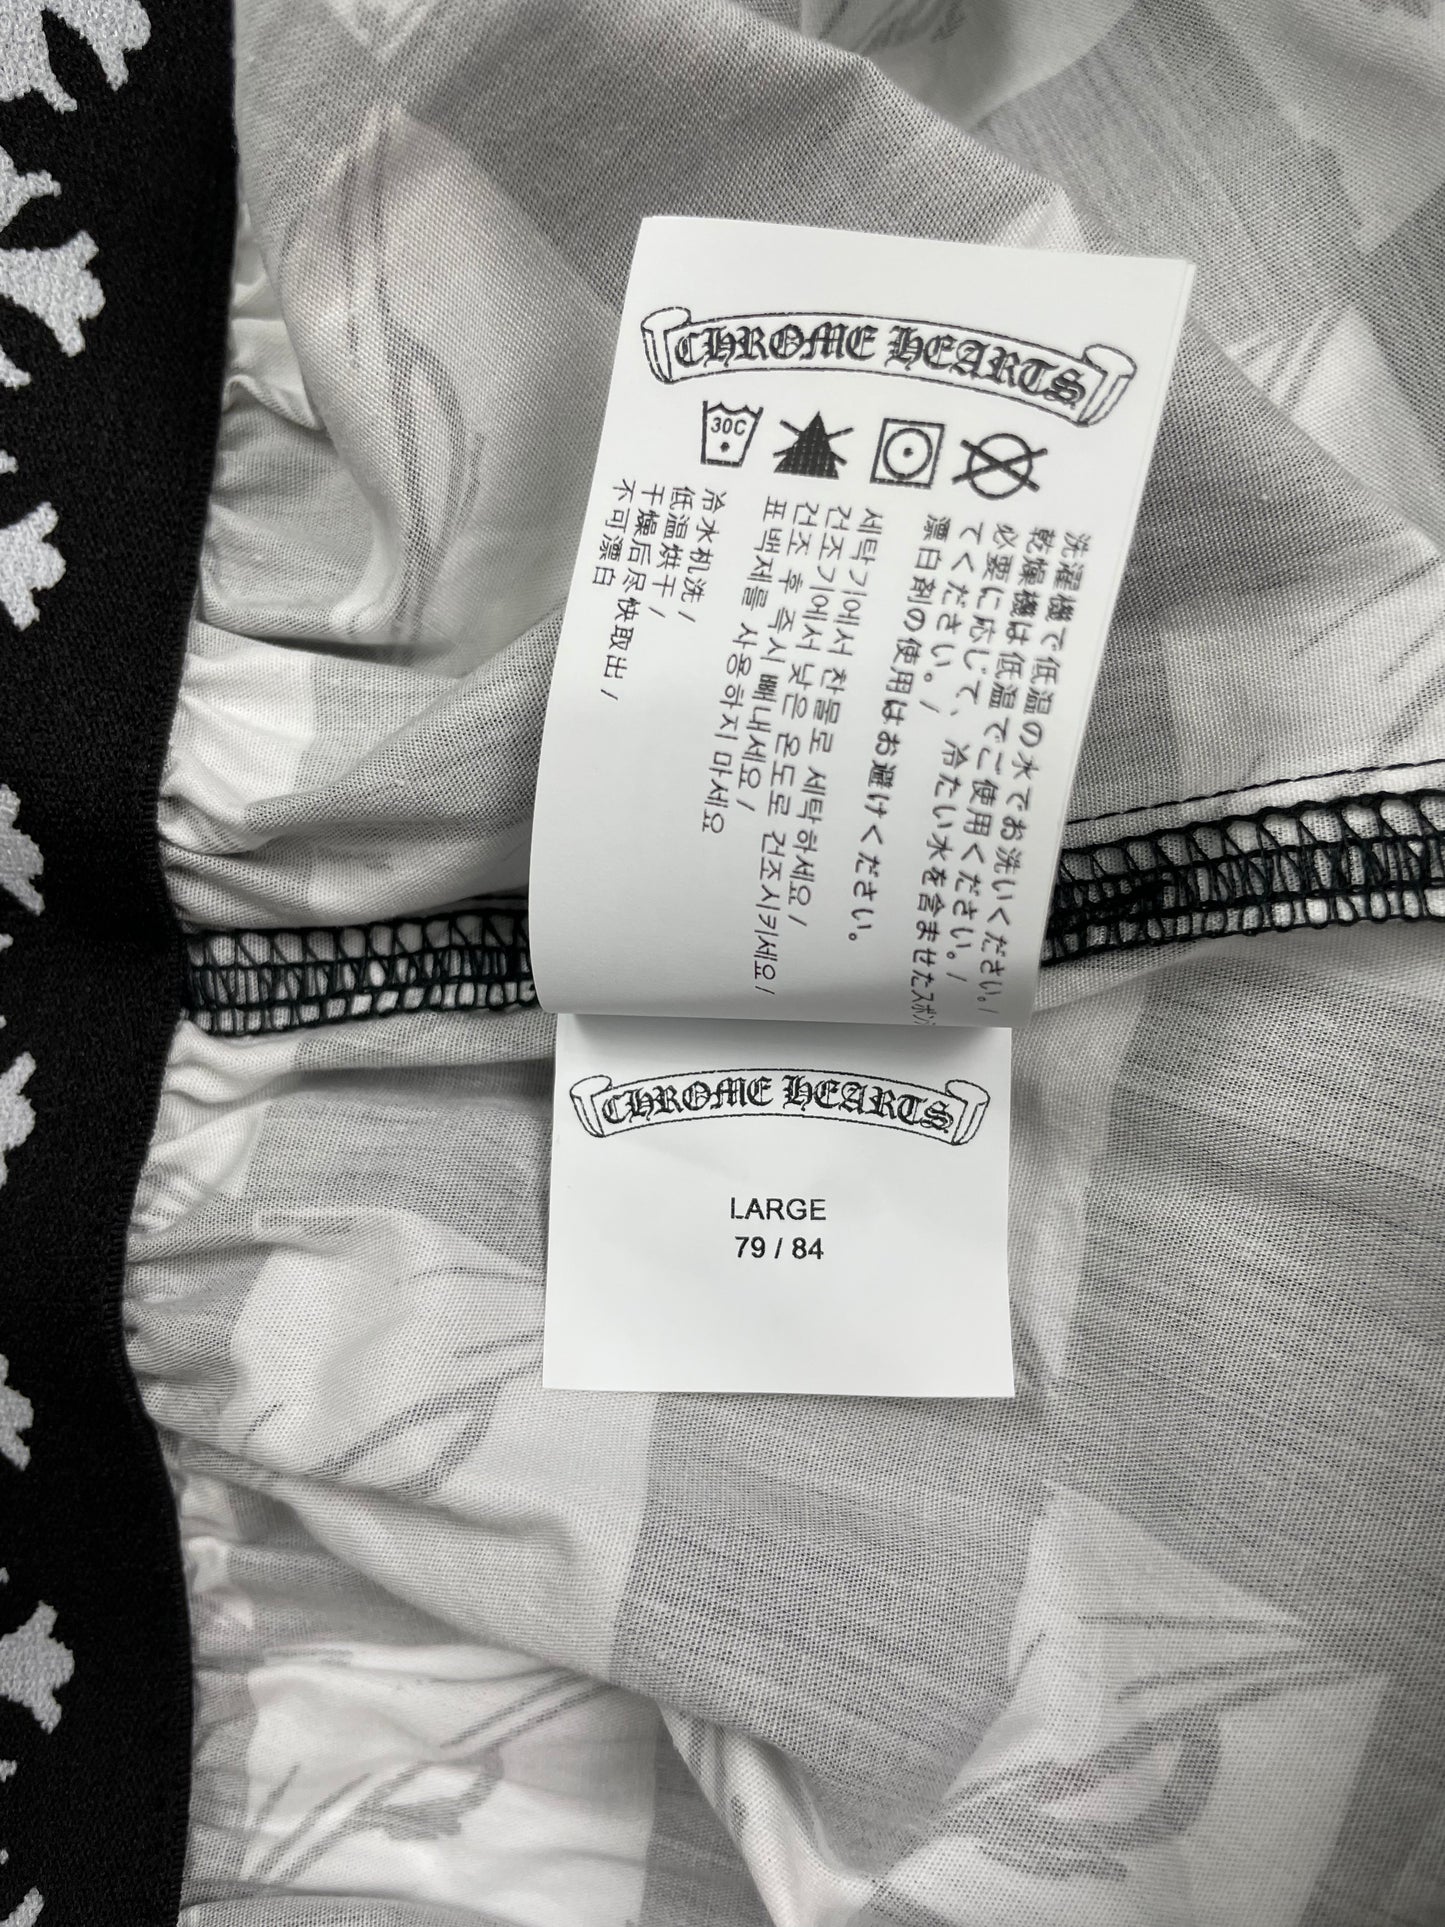 CHROME HEARTS
30C
洗濯機で低温の水でお洗いください。/
乾燥機は低温でご使用ください。/
必要に応じて、冷たい水を含ませたスポン
てください。/
漂白剤の使用はお避けください。
세탁기에서 찬물로 세탁하세요/
건조기에서 낮은 온도로 건조시키세요/
건조 후 즉시 빼내세요/
표백제를 사용하지 마세요
冷水机洗/
低温烘干/
干燥后尽快取出/
不可漂白
CHROME HEARTS
LARGE
79 / 84